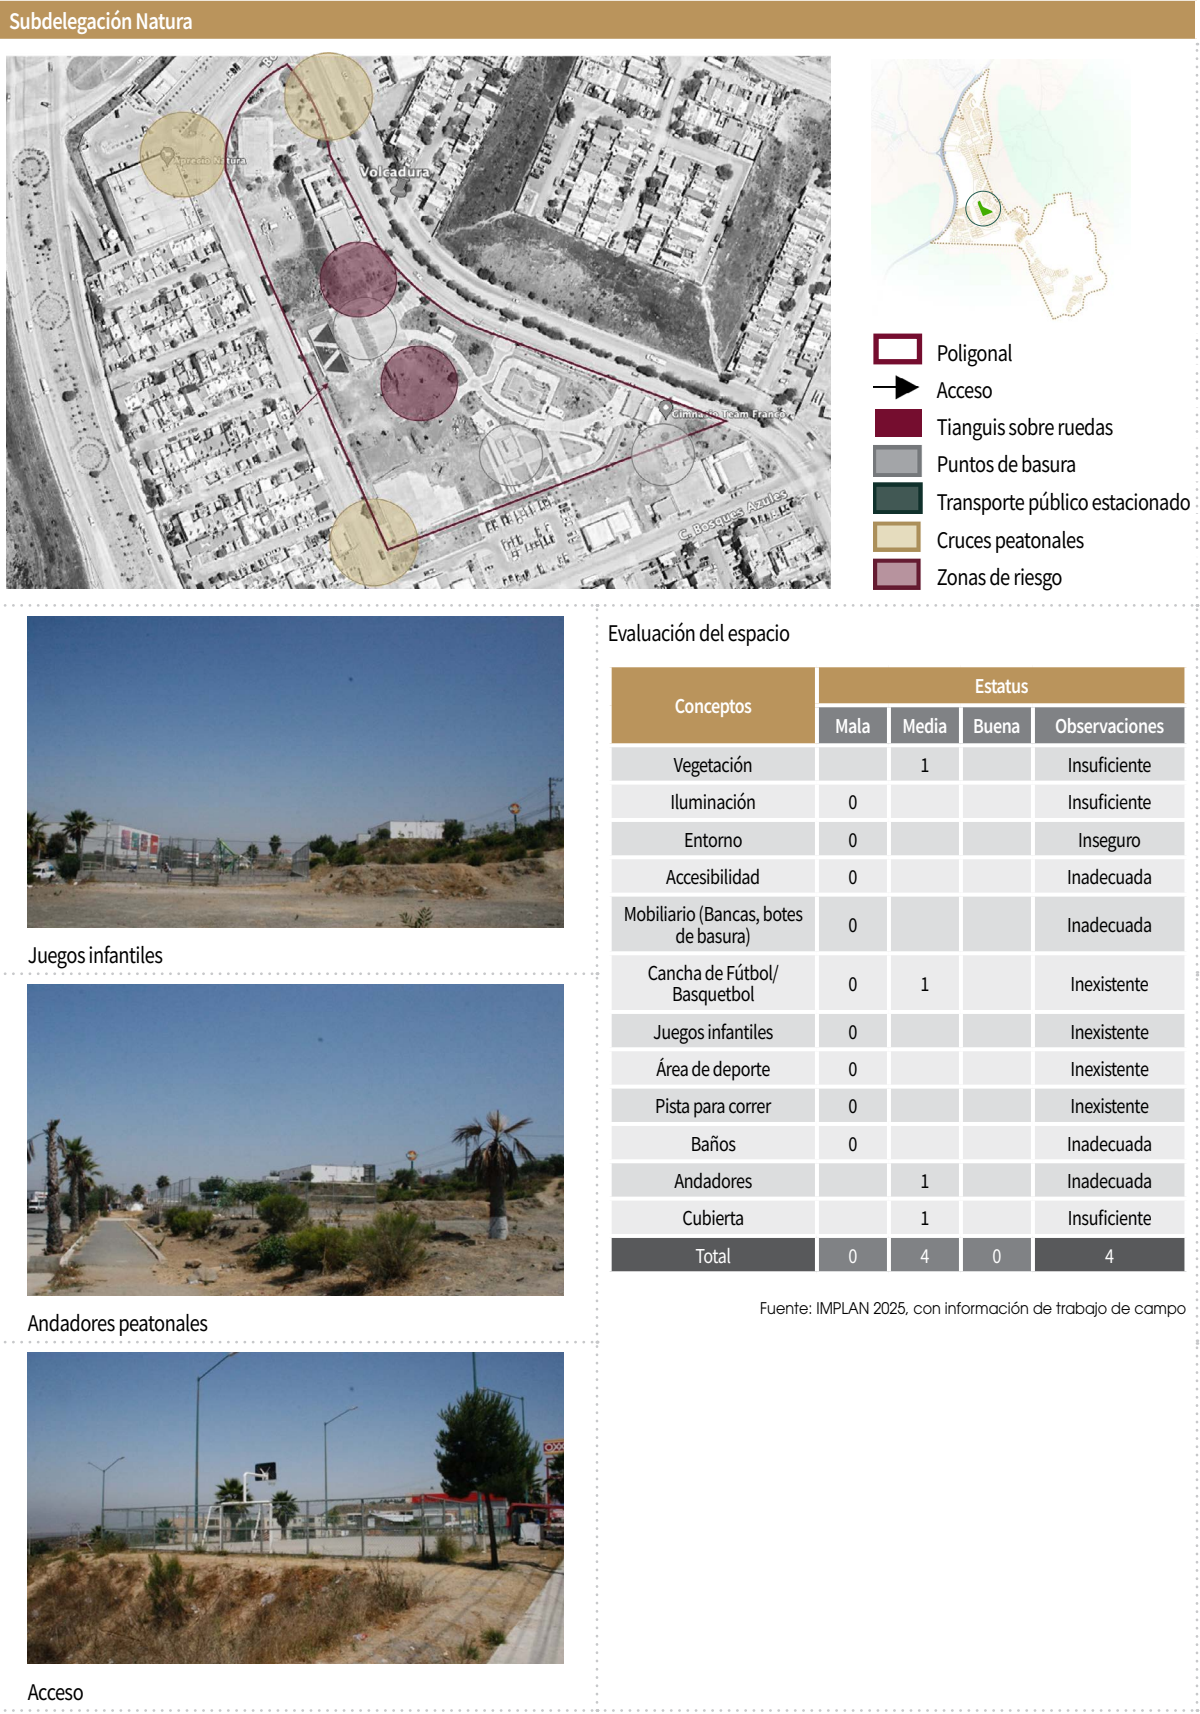 Subdelegación Natura
Volcadura
Gimnasio Team Franco
C. Bosques Azules
Poligonal
Acceso
Tianguis sobre ruedas
Puntos de basura
Transporte público estacionado
Cruces peatonales
Zonas de riesgo
Juegos infantiles
Andadores peatonales
Acceso
Evaluación del espacio
Conceptos Estatus
Mala Media Buena Observaciones
Vegetación 1 Insuficiente
Iluminación 0 Insuficiente
Entorno 0 Inseguro
Accesibilidad 0 Inadecuada
Mobiliario (Bancas, botes
de basura) 0 Inadecuada
Cancha de Fútbol/
Basquetbol 0 1 Inexistente
Juegos infantiles 0 Inexistente
Área de deporte 0 Inexistente
Pista para correr 0 Inexistente
Baños 0 Inadecuada
Andadores 1 Inadecuada
Cubierta 1 Insuficiente
Total 0 4 0 4
Fuente: IMPLAN 2025, con información de trabajo de campo